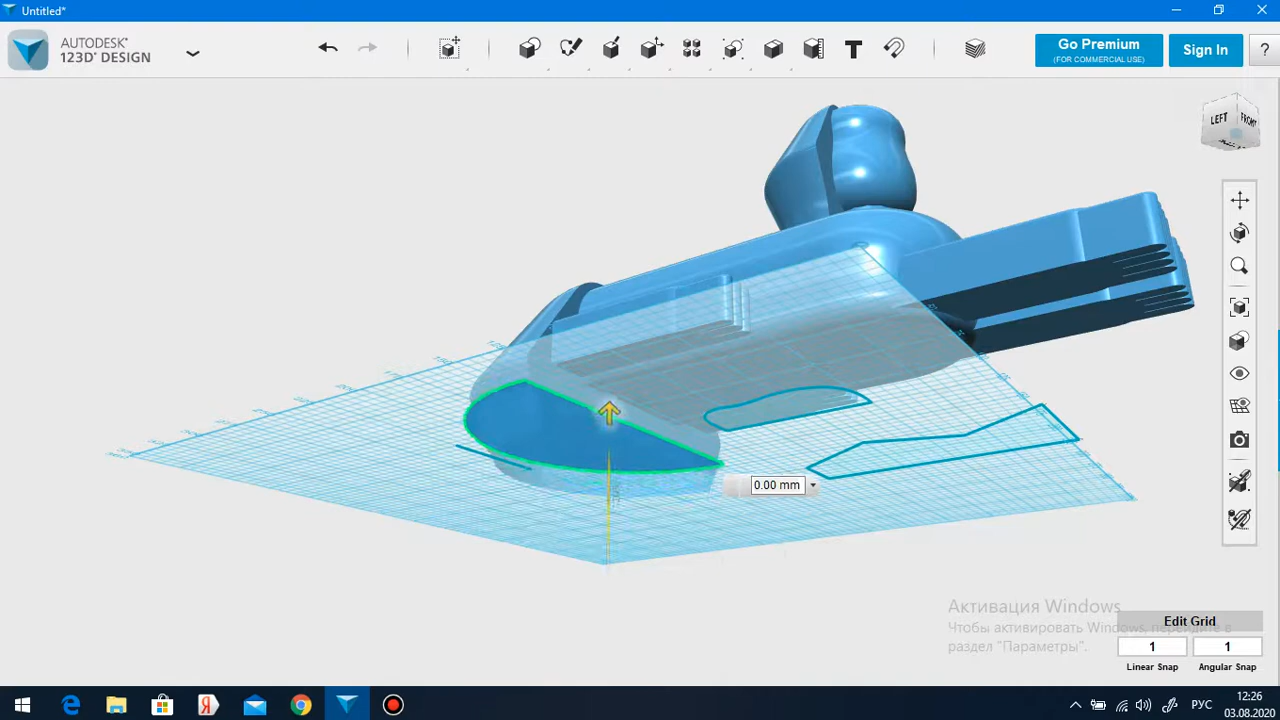 Untitled*
AUTODESK®
123D® DESIGN
Go Premium
(FOR COMMERCIAL USE)
Sign In
?
LEFT
FRONT
0.00 mm
Активация Windows
Чтобы активировать Windows, перейдите в
раздел "Параметры".
Edit Grid
1
1
Linear Snap
Angular Snap
РУС
12:26
03.08.2020